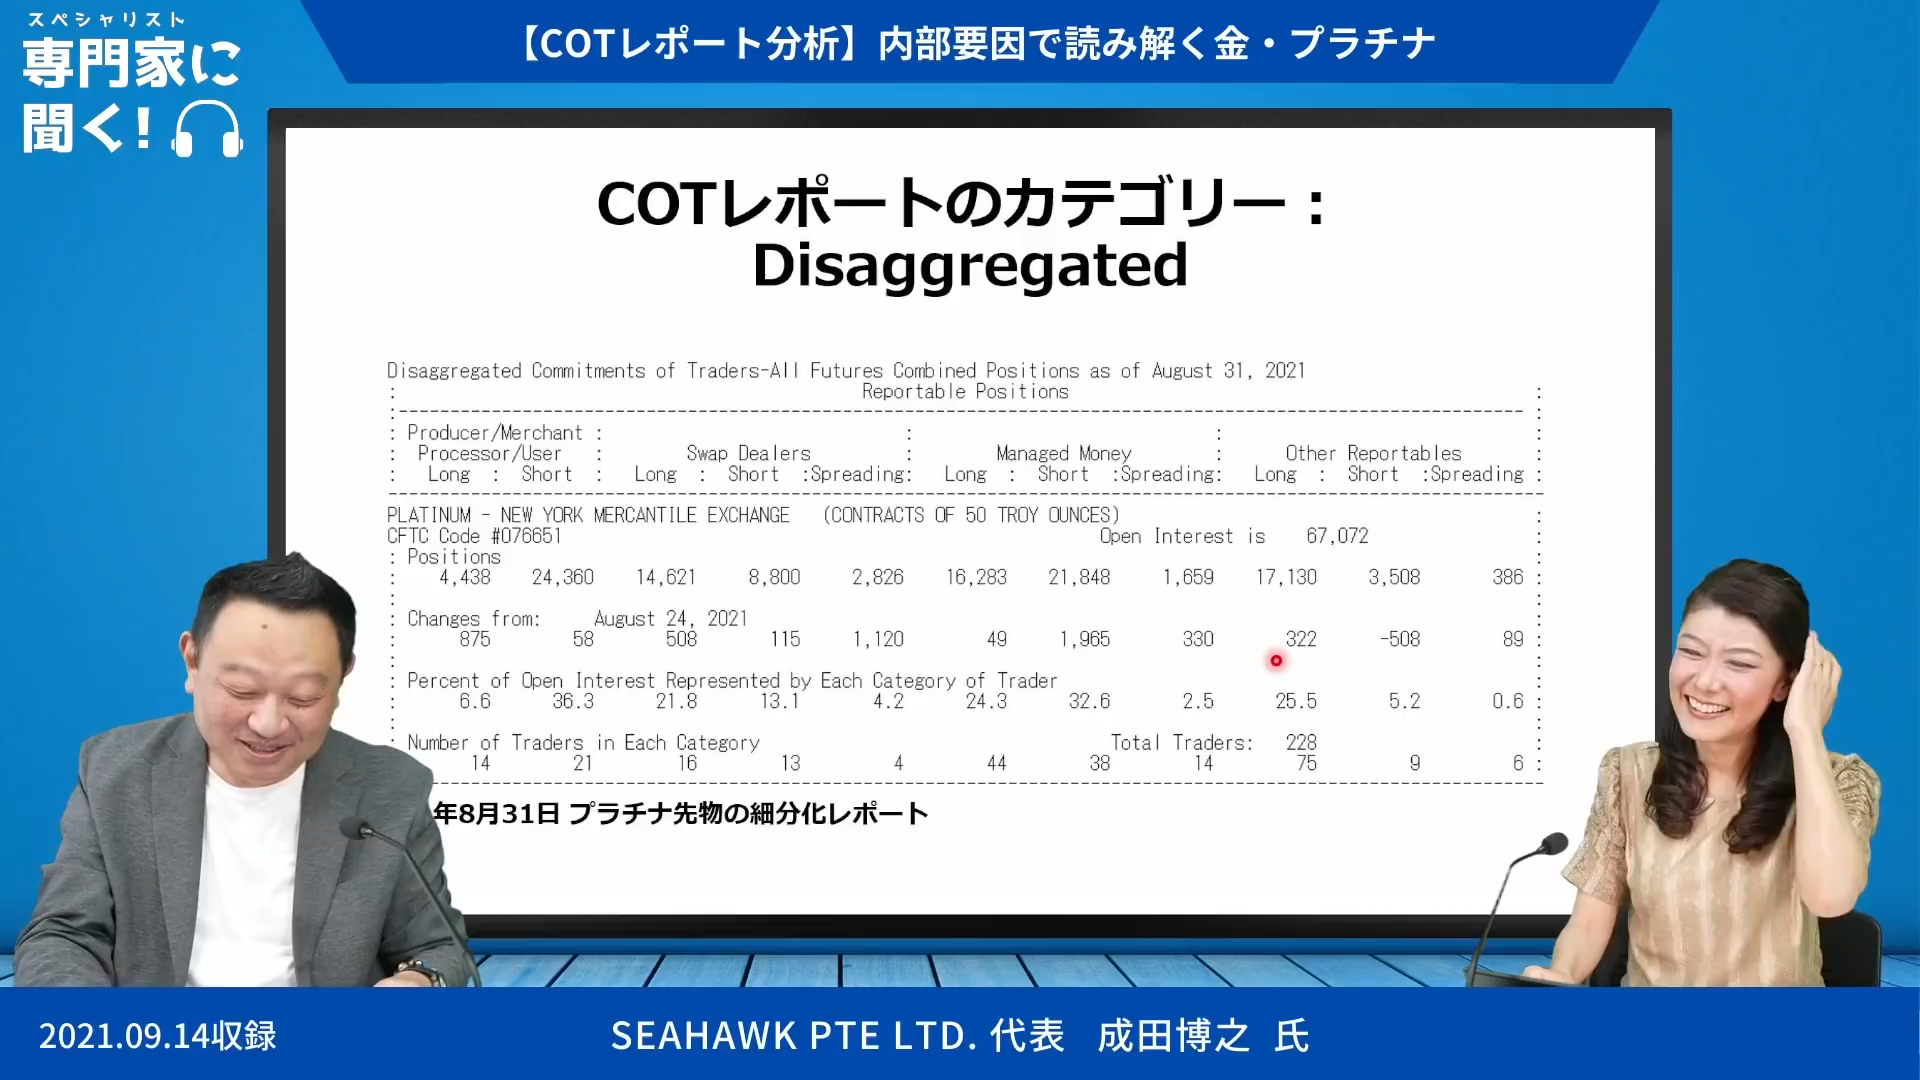 スペシャリスト
専門家に
聞く!
【COTレポート分析】内部要因で読み解く金・プラチナ
COTレポートのカテゴリー：
Disaggregated
Disaggregated Commitments of Traders-All Futures Combined Positions as of August 31, 2021
: Reportable Positions :
: Producer/Merchant : : : :
: Processor/User : Swap Dealers : Managed Money : Other Reportables :
: Long : Short : Long : Short :Spreading: Long : Short :Spreading: Long : Short :Spreading :
PLATINUM - NEW YORK MERCANTILE EXCHANGE (CONTRACTS OF 50 TROY OUNCES) :
CFTC Code #076651 Open Interest is 67,072 :
: Positions :
: 4,438 24,360 14,621 8,800 2,826 16,283 21,848 1,659 17,130 3,508 386 :
: Changes from: August 24, 2021 :
: 875 58 508 115 1,120 49 1,965 330 322 -508 89 :
: Percent of Open Interest Represented by Each Category of Trader :
: 6.6 36.3 21.8 13.1 4.2 24.3 32.6 2.5 25.5 5.2 0.6 :
: Number of Traders in Each Category Total Traders: 228 :
14 21 16 13 4 44 38 14 75 9 6 :
年8月31日 プラチナ先物の細分化レポート
2021.09.14収録
SEAHAWK PTE LTD. 代表 成田博之 氏